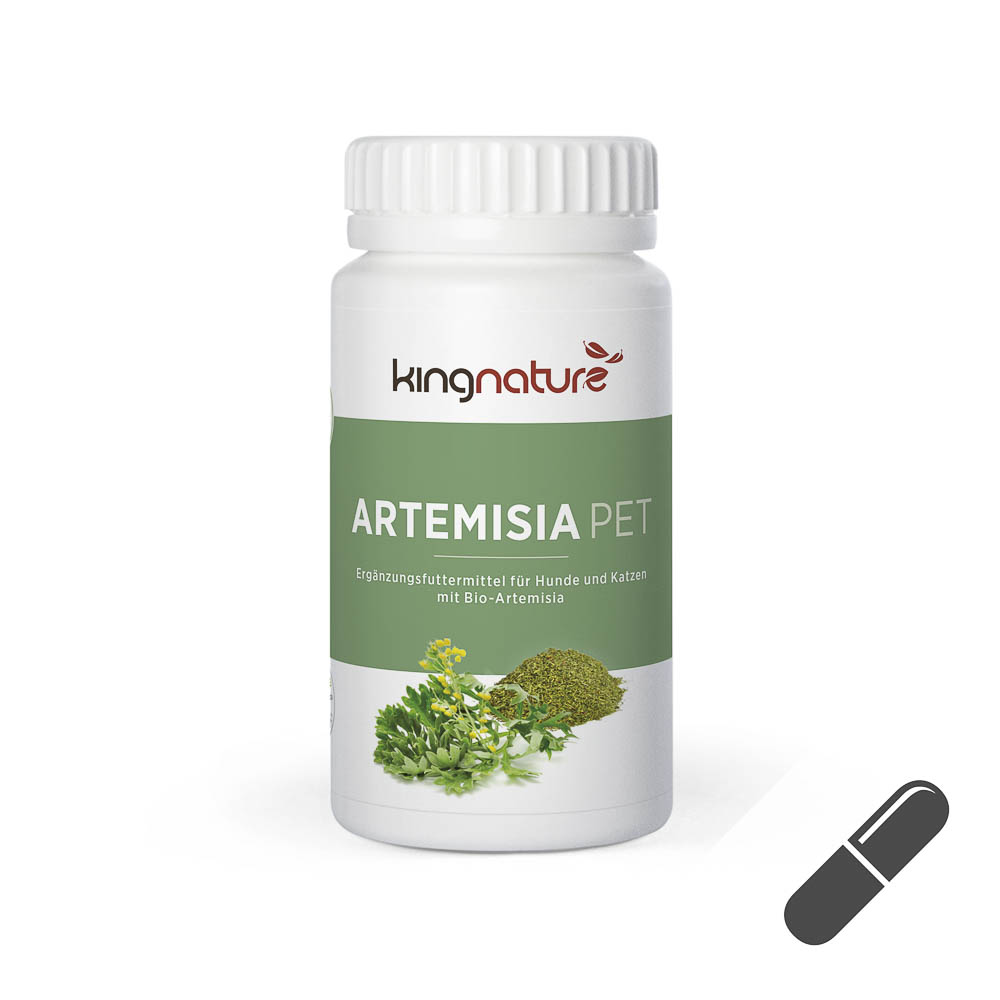 kingnature
ARTEMISIA PET
Ergänzungsfuttermittel für Hunde und Katzen
mit Bio-Artemisia